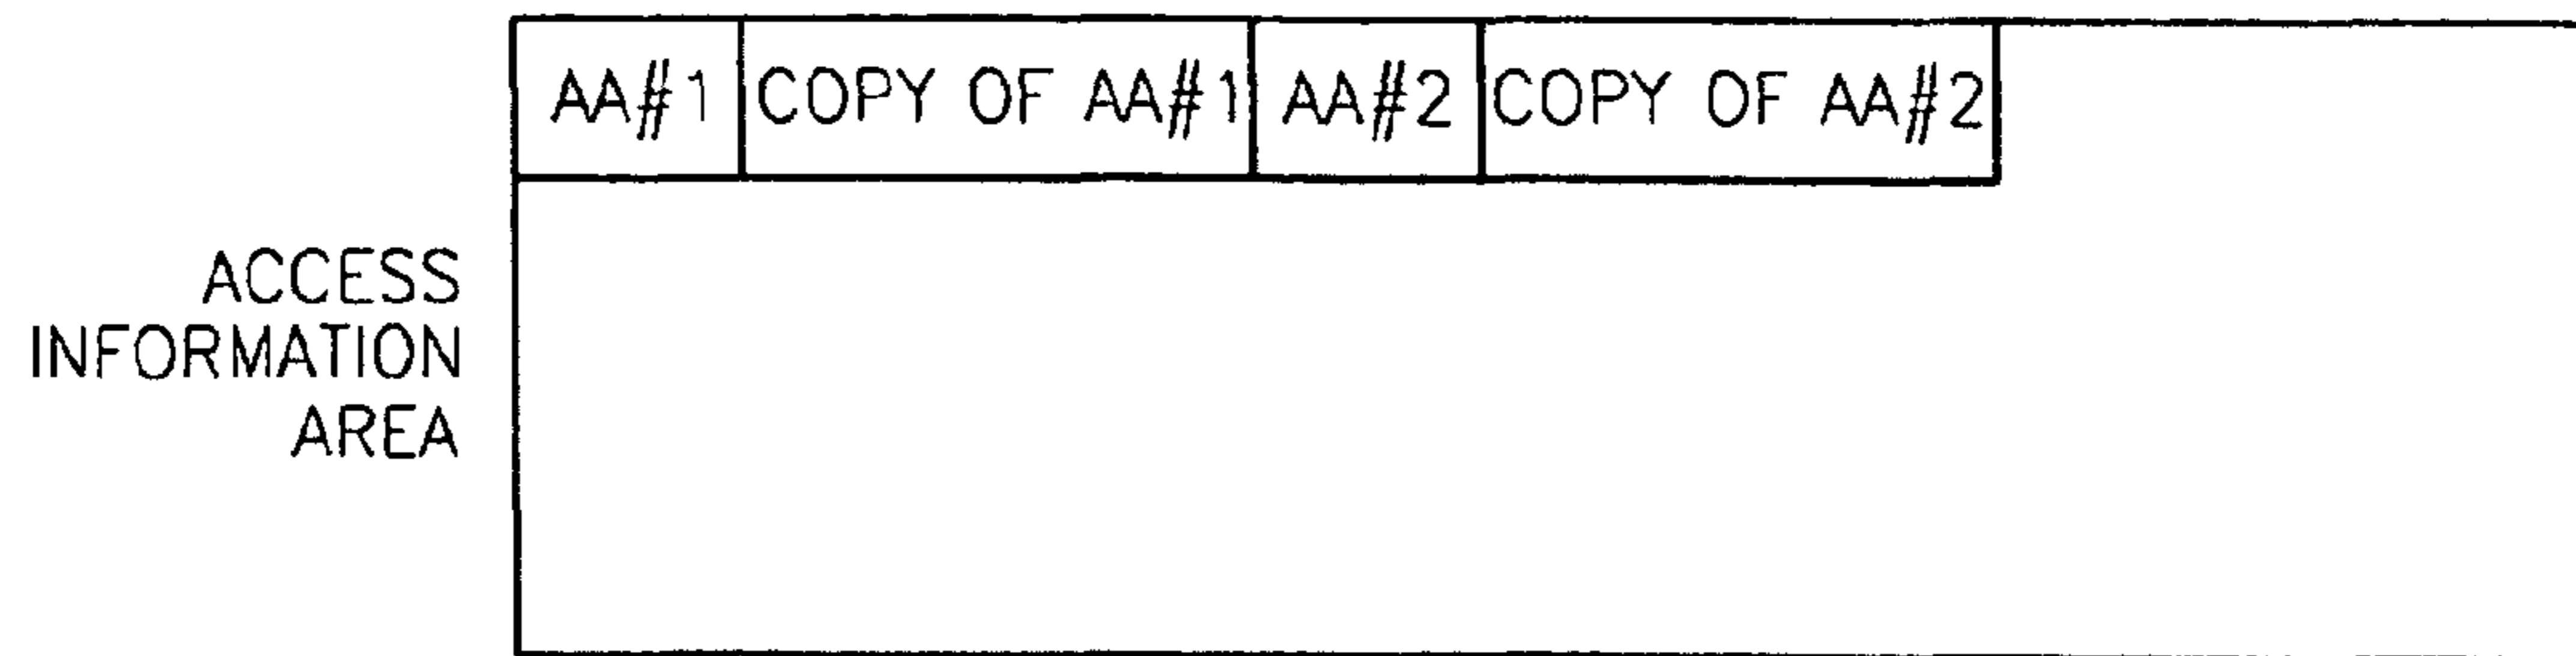 AA#1 COPY OF AA#1 AA#2 COPY OF AA#2
ACCESS
INFORMATION
AREA